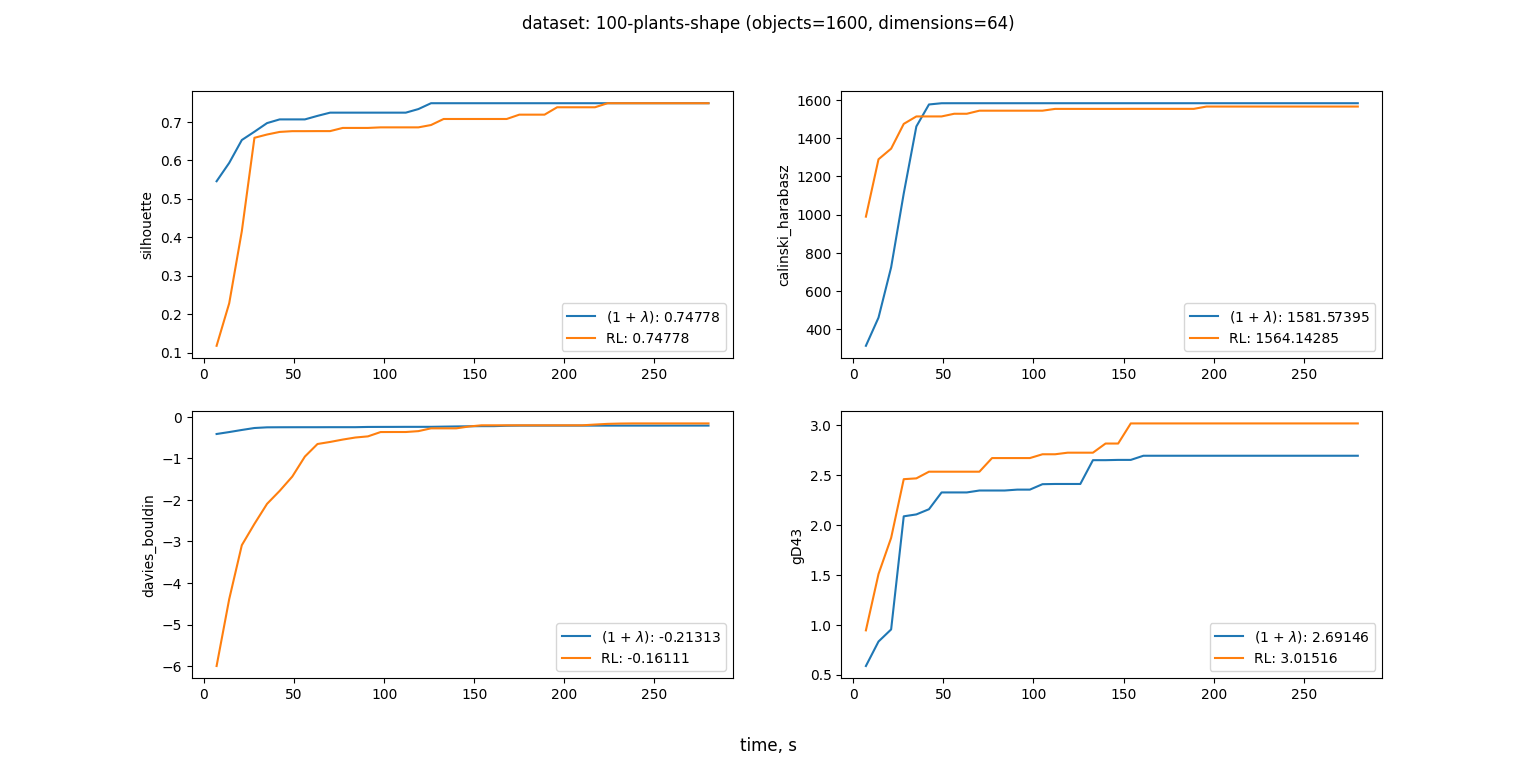 dataset: 100-plants-shape (objects=1600, dimensions=64)
silhouette
0.7
0.6
0.5
0.4
0.3
0.2
0.1
0 50 100 150 200 250
(1 + λ): 0.74778
RL: 0.74778
calinski_harabasz
1600
1400
1200
1000
800
600
400
0 50 100 150 200 250
(1 + λ): 1581.57395
RL: 1564.14285
davies_bouldin
0
−1
−2
−3
−4
−5
−6
0 50 100 150 200 250
(1 + λ): -0.21313
RL: -0.16111
gD43
3.0
2.5
2.0
1.5
1.0
0.5
0 50 100 150 200 250
(1 + λ): 2.69146
RL: 3.01516
time, s